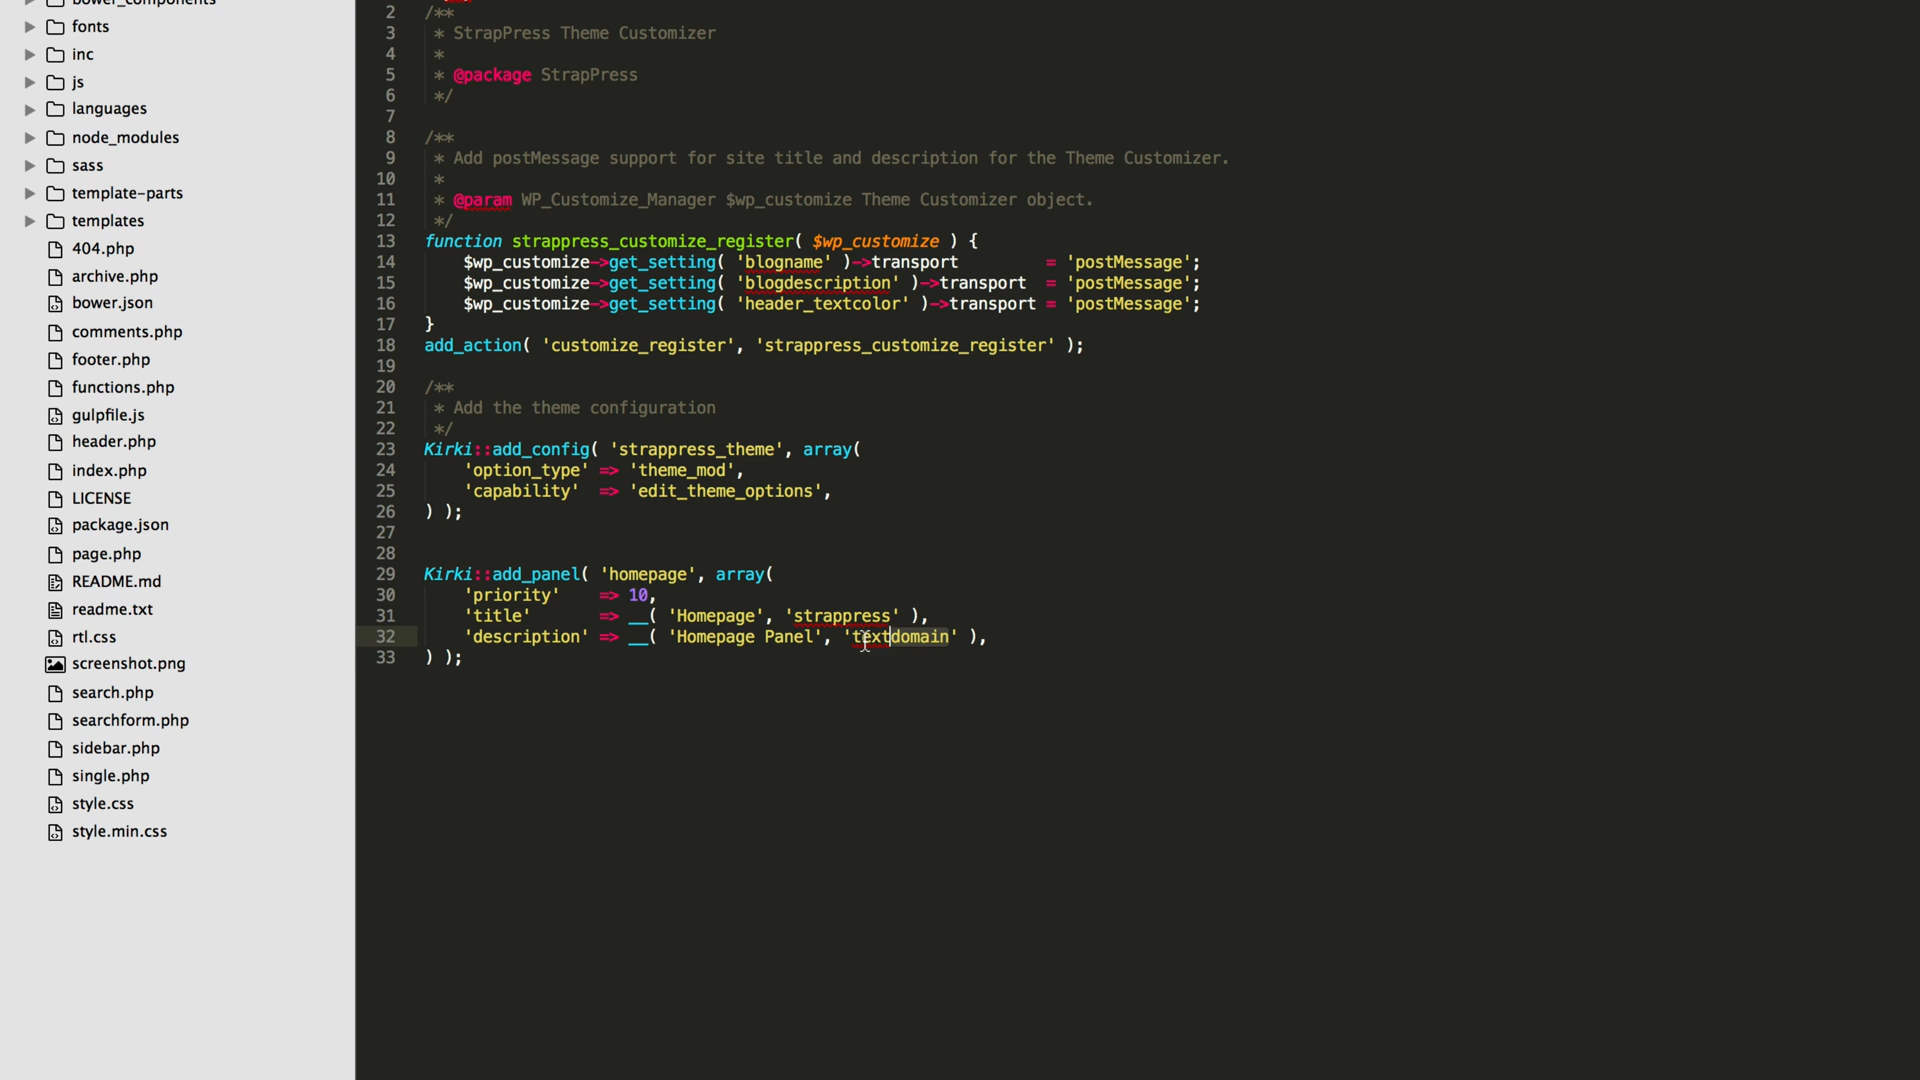 bower_components
fonts
inc
js
languages
node_modules
sass
template-parts
templates
404.php
archive.php
bower.json
comments.php
footer.php
functions.php
gulpfile.js
header.php
index.php
LICENSE
package.json
page.php
README.md
readme.txt
rtl.css
screenshot.png
search.php
searchform.php
sidebar.php
single.php
style.css
style.min.css
2 /**
3 * StrapPress Theme Customizer
4 *
5 * @package StrapPress
6 */
7
8 /**
9 * Add postMessage support for site title and description for the Theme Customizer.
10 *
11 * @param WP_Customize_Manager $wp_customize Theme Customizer object.
12 */
13 function strappress_customize_register( $wp_customize ) {
14 $wp_customize->get_setting( 'blogname' )->transport = 'postMessage';
15 $wp_customize->get_setting( 'blogdescription' )->transport = 'postMessage';
16 $wp_customize->get_setting( 'header_textcolor' )->transport = 'postMessage';
17 }
18 add_action( 'customize_register', 'strappress_customize_register' );
19
20 /**
21 * Add the theme configuration
22 */
23 Kirki::add_config( 'strappress_theme', array(
24 'option_type' => 'theme_mod',
25 'capability' => 'edit_theme_options',
26 ) );
27
28
29 Kirki::add_panel( 'homepage', array(
30 'priority' => 10,
31 'title' => __( 'Homepage', 'strappress' ),
32 'description' => __( 'Homepage Panel', 'textdomain' ),
33 ) );